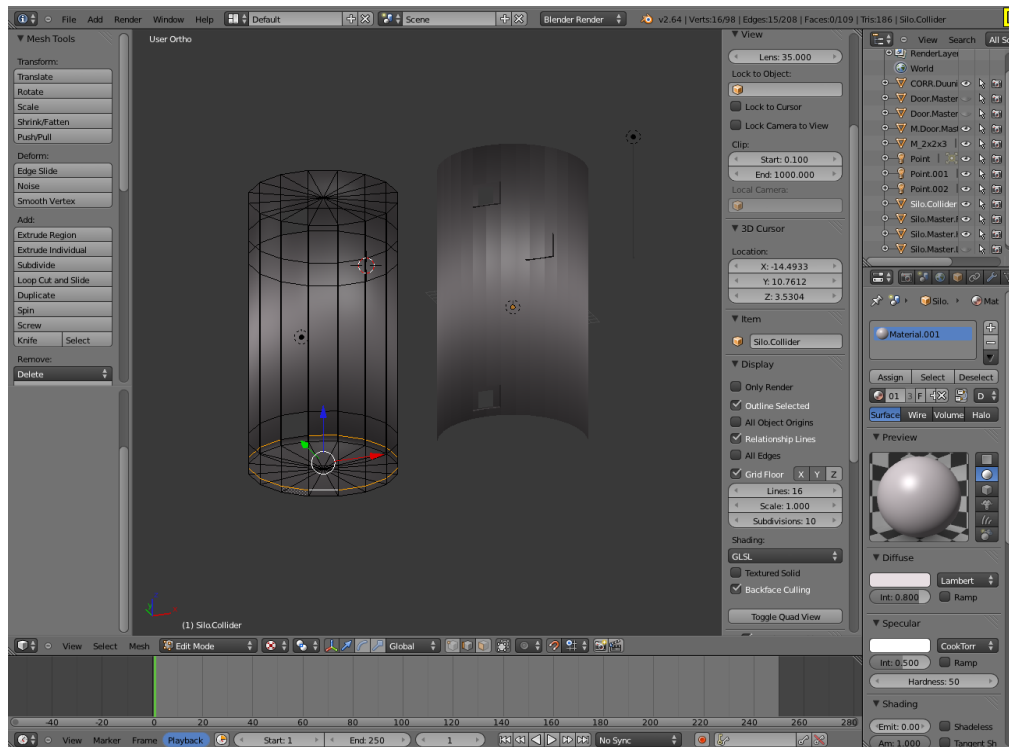 File Add Render Window Help Default Scene Blender Render v2.64 | Verts:16/98 | Edges:15/208 | Faces:0/109 | Tris:186 | Silo.Collider
Mesh Tools
Transform:
Translate
Rotate
Scale
Shrink/Fatten
Push/Pull
Deform:
Edge Slide
Noise
Smooth Vertex
Add:
Extrude Region
Extrude Individual
Subdivide
Loop Cut and Slide
Duplicate
Spin
Screw
Knife Select
Remove:
Delete
User Ortho
(1) Silo.Collider
View
Lens: 35.000
Lock to Object:
Lock to Cursor
Lock Camera to View
Clip:
Start: 0.100
End: 1000.000
Local Camera:
3D Cursor
Location:
X: -14.4933
Y: 10.7612
Z: 3.5304
Item
Silo.Collider
Display
Only Render
Outline Selected
All Object Origins
Relationship Lines
All Edges
Grid Floor X Y Z
Lines: 16
Scale: 1.000
Subdivisions: 10
Shading:
GLSL
Textured Solid
Backface Culling
Toggle Quad View
View Search All Sc
RenderLayer
World
CORR.Duuni
Door.Master
Door.Master
M.Door.Mast
M_2x2x3
Point
Point.001
Point.002
Silo.Collider
Silo.Master.
Silo.Master.
Silo.Master.
Silo. Mat
Material.001
Assign Select Deselect
01 3 F D
Surface Wire Volume Halo
Preview
Diffuse
Lambert
Int: 0.800 Ramp
Specular
CookTorr
Int: 0.500 Ramp
Hardness: 50
Shading
Emit: 0.00 Shadeless
Am: 1.000 Tangent Sh
View Select Mesh Edit Mode Global
-40 -20 0 20 40 60 80 100 120 140 160 180 200 220 240 260 280
View Marker Frame Playback Start: 1 End: 250 1 No Sync